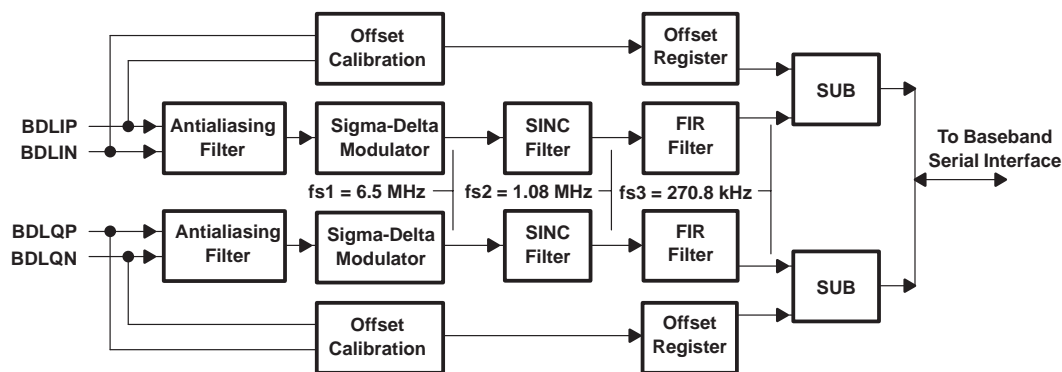 Offset
Calibration
Offset
Register
SUB
BDLIP
BDLIN
Antialiasing
Filter
Sigma-Delta
Modulator
SINC
Filter
FIR
Filter
To Baseband
Serial Interface
fs1 = 6.5 MHz
fs2 = 1.08 MHz
fs3 = 270.8 kHz
BDLQP
BDLQN
Antialiasing
Filter
Sigma-Delta
Modulator
SINC
Filter
FIR
Filter
SUB
Offset
Calibration
Offset
Register